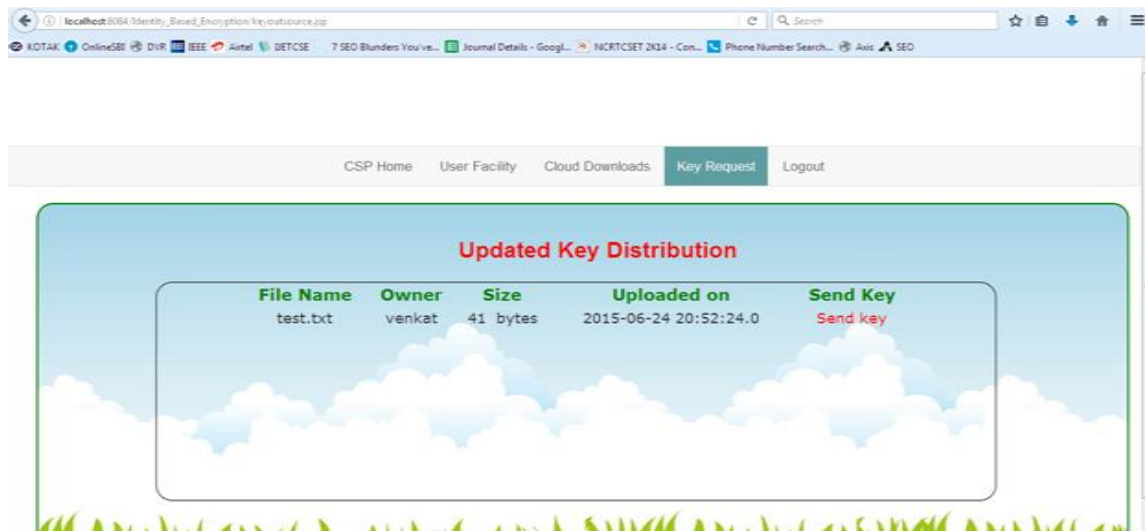 localhost:8084/Identity_Based_Encryption/keyoutsource.jsp
Search
KOTAK OnlineSBI DVR IEEE Airtel IJETCSE 7 SEO Blunders You've... Journal Details - Googl... NCRTCSET 2K14 - Con... Phone Number Search... Axis SEO
CSP Home User Facility Cloud Downloads Key Request Logout
Updated Key Distribution
File Name Owner Size Uploaded on Send Key
test.txt venkat 41 bytes 2015-06-24 20:52:24.0 Send key